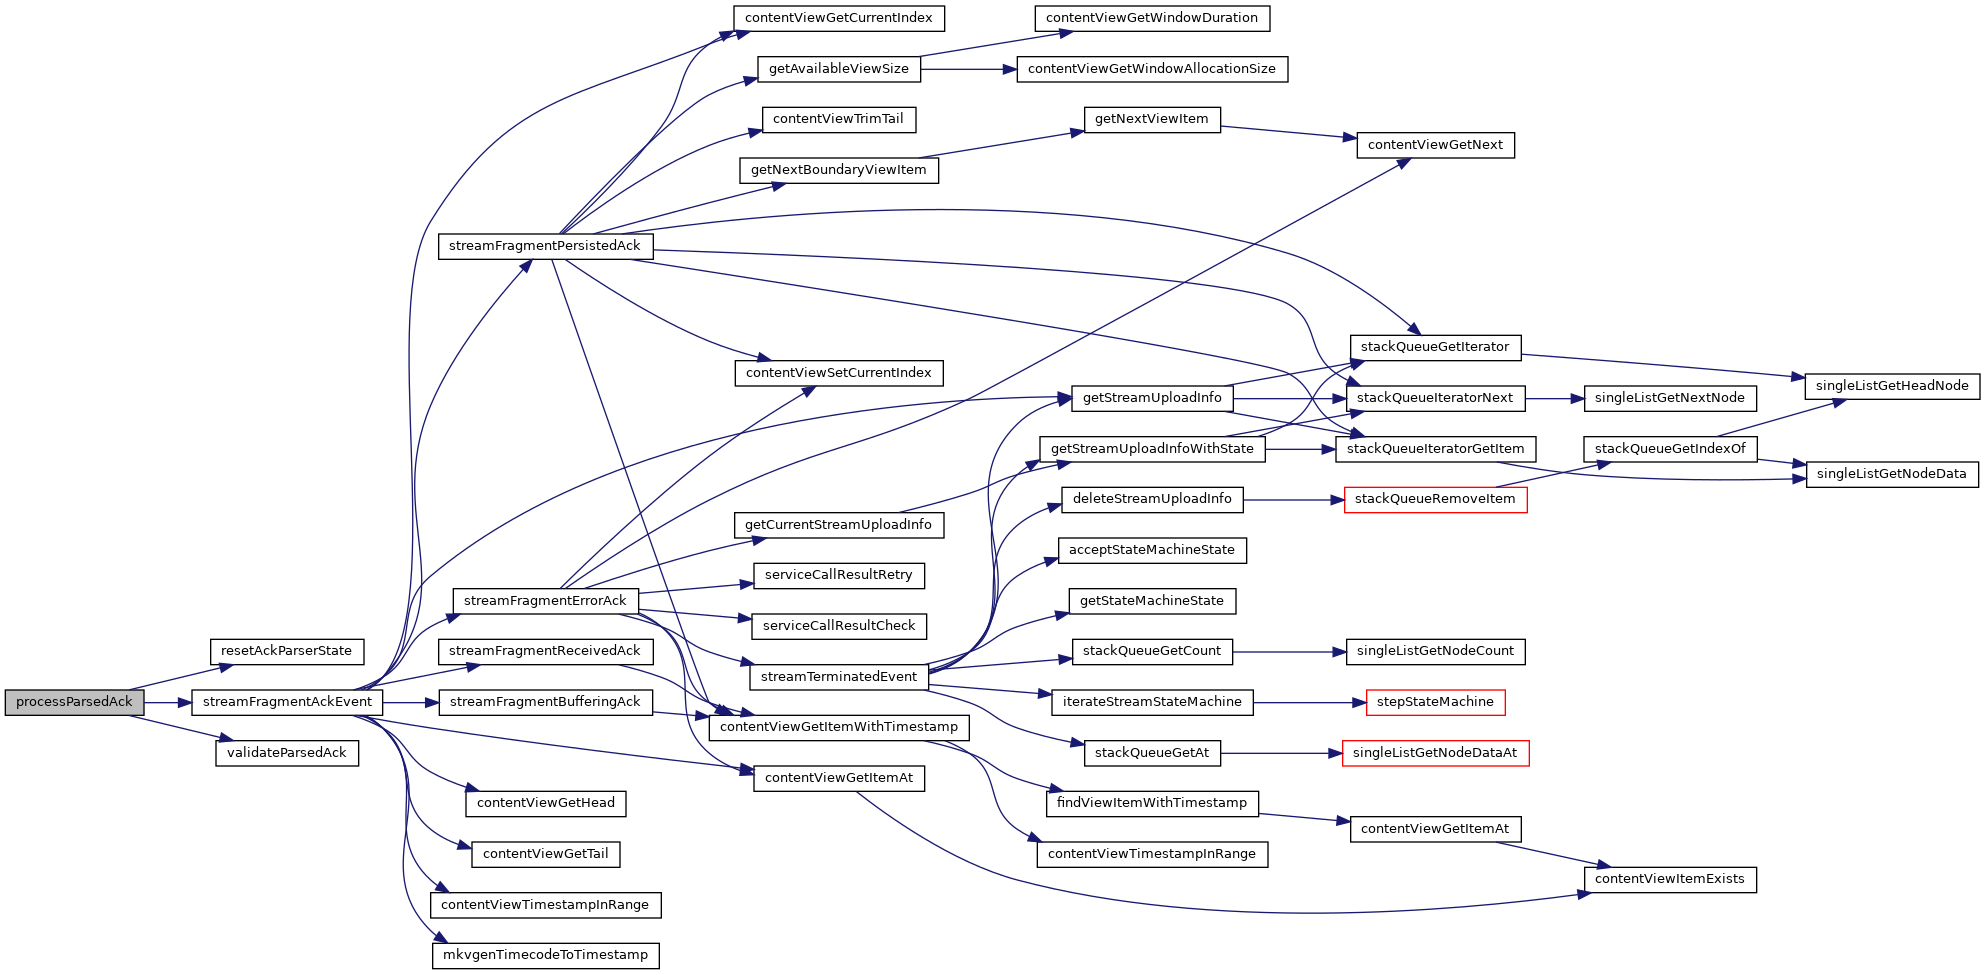 contentViewGetCurrentIndex
contentViewGetWindowDuration
getAvailableViewSize
contentViewGetWindowAllocationSize
contentViewTrimTail
getNextViewItem
contentViewGetNext
getNextBoundaryViewItem
streamFragmentPersistedAck
stackQueueGetIterator
contentViewSetCurrentIndex
singleListGetHeadNode
getStreamUploadInfo
stackQueueIteratorNext
singleListGetNextNode
getStreamUploadInfoWithState
stackQueueIteratorGetItem
stackQueueGetIndexOf
singleListGetNodeData
deleteStreamUploadInfo
stackQueueRemoveItem
getCurrentStreamUploadInfo
acceptStateMachineState
serviceCallResultRetry
streamFragmentErrorAck
getStateMachineState
serviceCallResultCheck
resetAckParserState
streamFragmentReceivedAck
stackQueueGetCount
singleListGetNodeCount
streamTerminatedEvent
processParsedAck
streamFragmentAckEvent
streamFragmentBufferingAck
iterateStreamStateMachine
stepStateMachine
contentViewGetItemWithTimestamp
validateParsedAck
stackQueueGetAt
singleListGetNodeDataAt
contentViewGetItemAt
contentViewGetHead
findViewItemWithTimestamp
contentViewGetItemAt
contentViewGetTail
contentViewTimestampInRange
contentViewItemExists
contentViewTimestampInRange
mkvgenTimecodeToTimestamp